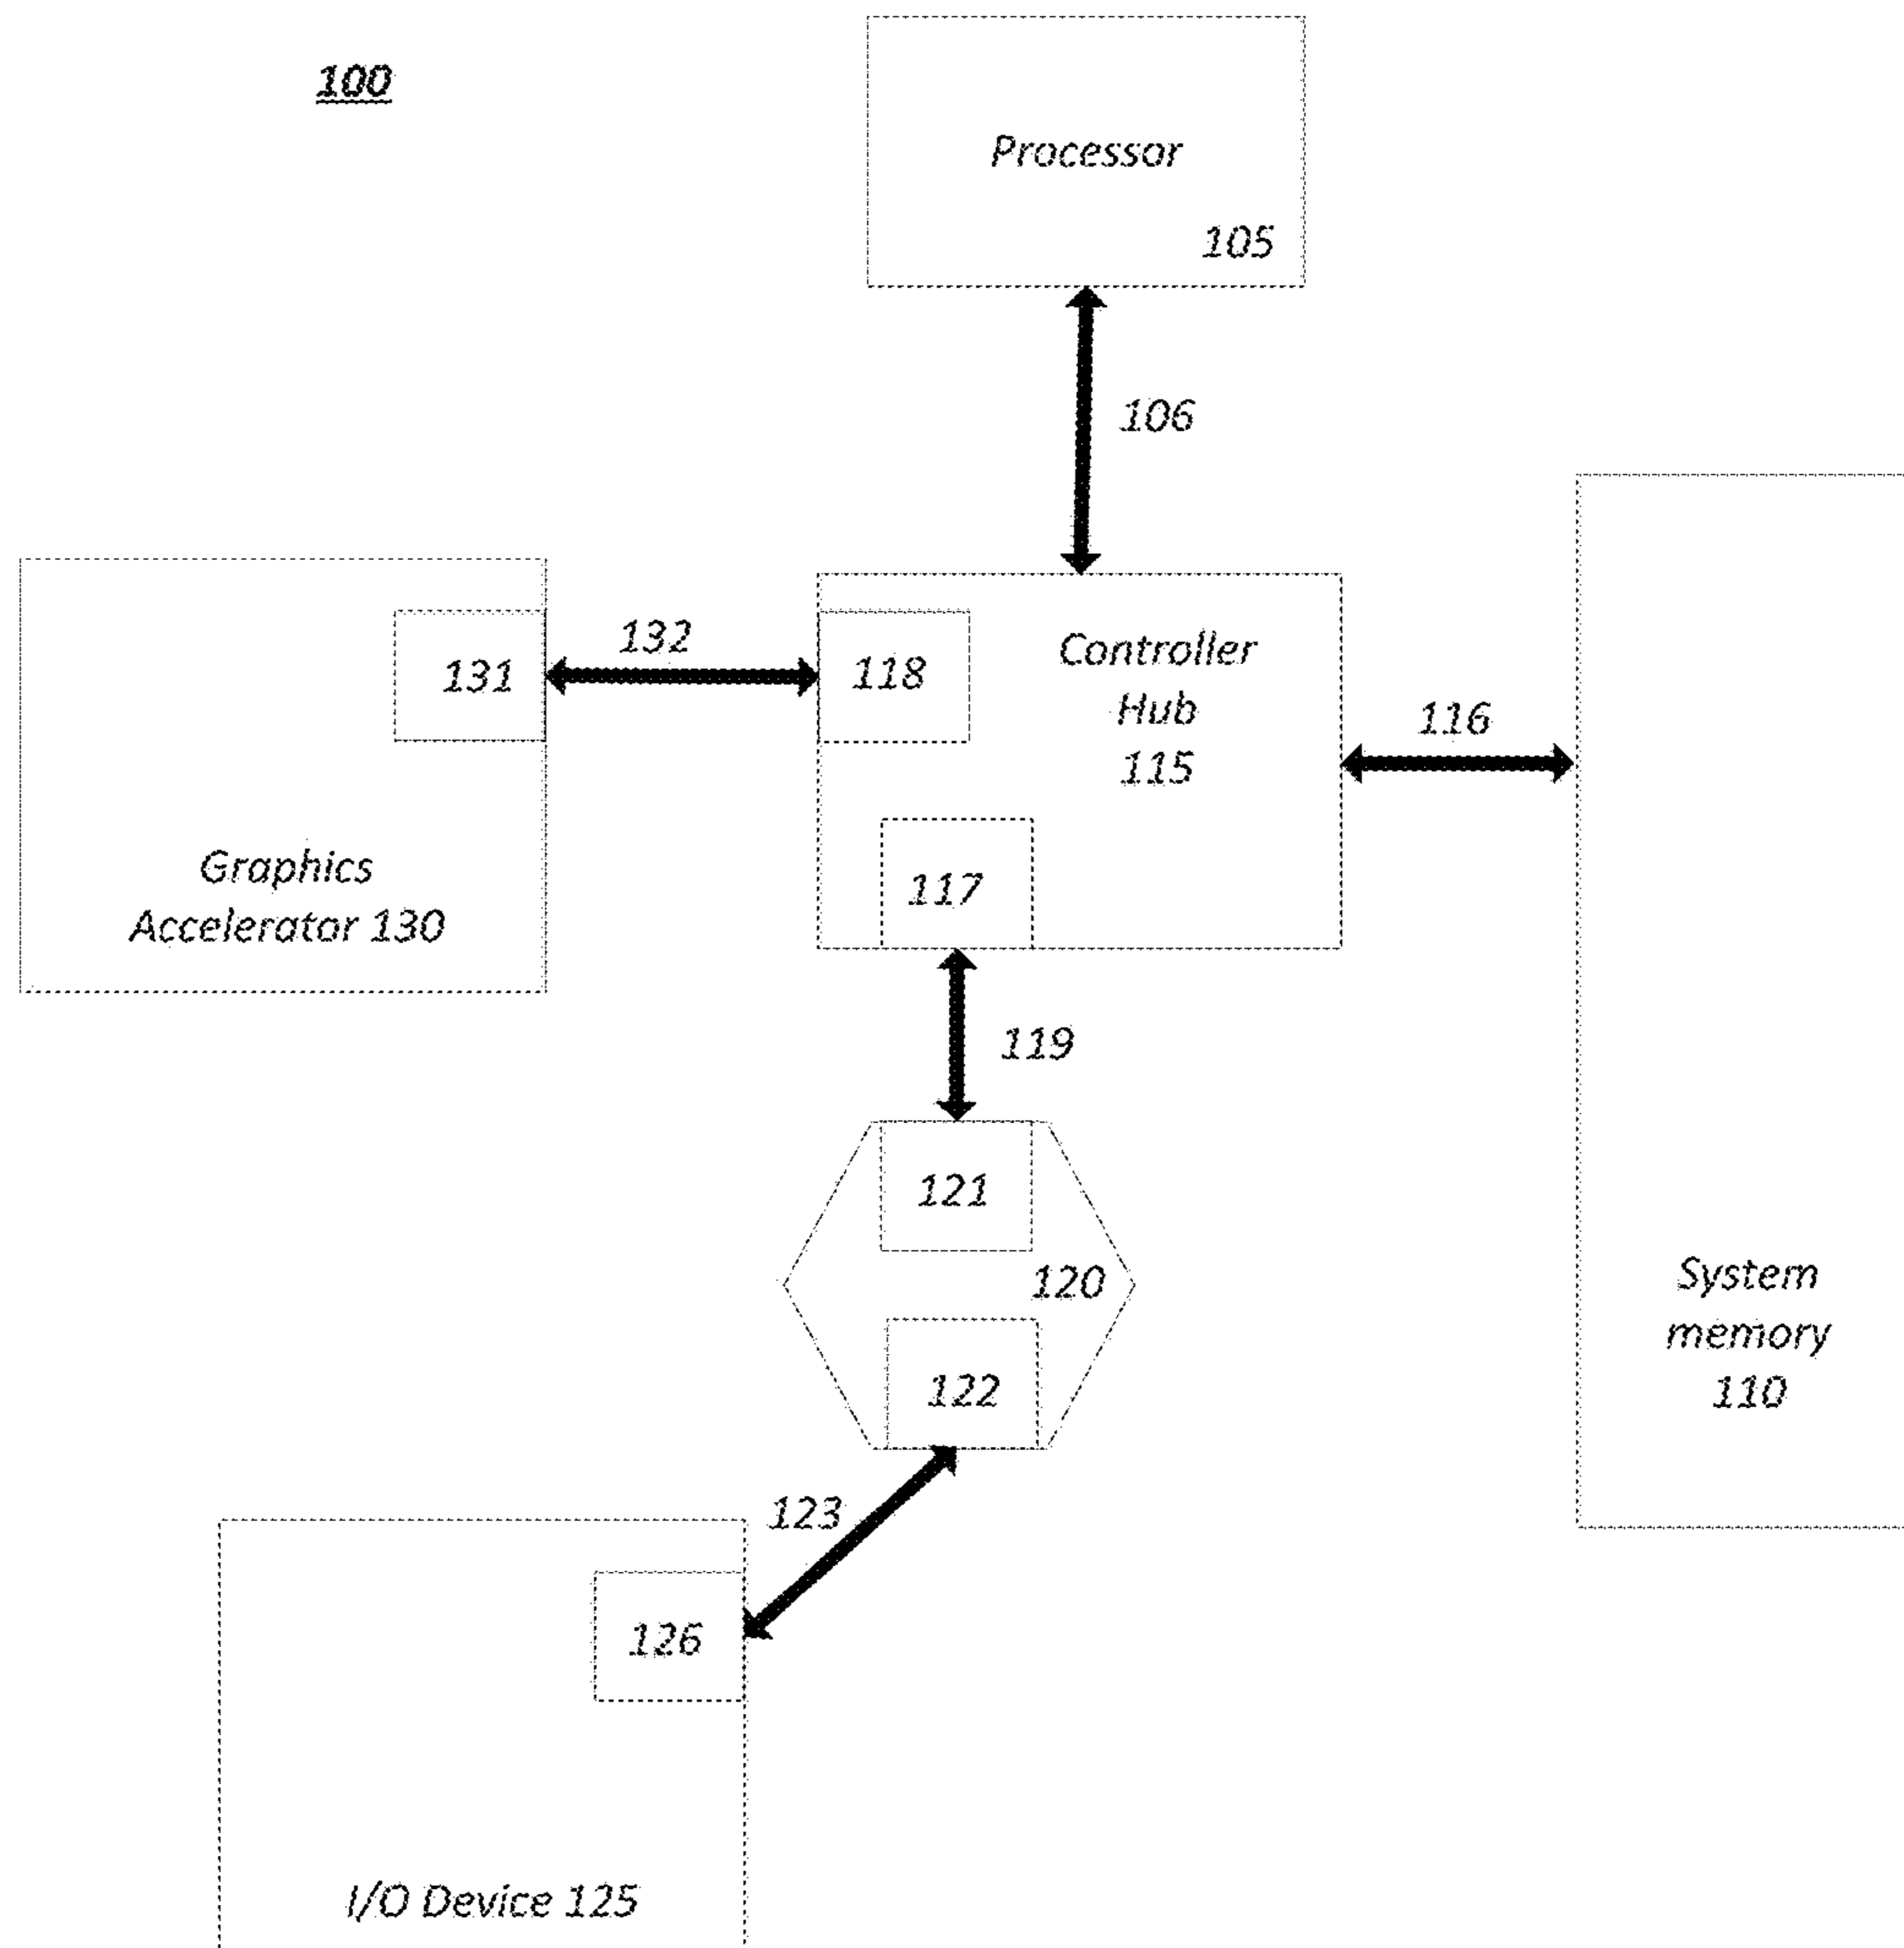 100
Processor
105
106
132
131
118
Controller
Hub
115
116
117
Graphics
Accelerator 130
119
121
120
122
System
memory
110
123
126
I/O Device 125